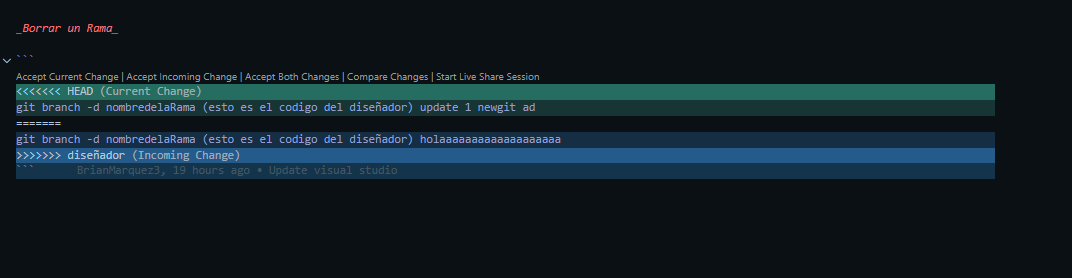 _Borrar un Rama_
```
Accept Current Change | Accept Incoming Change | Accept Both Changes | Compare Changes | Start Live Share Session
<<<<<<< HEAD (Current Change)
git branch -d nombredelaRama (esto es el codigo del diseñador) update 1 newgit ad
=======
git branch -d nombredelaRama (esto es el codigo del diseñador) holaaaaaaaaaaaaaaaaaaa
>>>>>>> diseñador (Incoming Change)
``` BrianMarquez3, 19 hours ago • Update visual studio